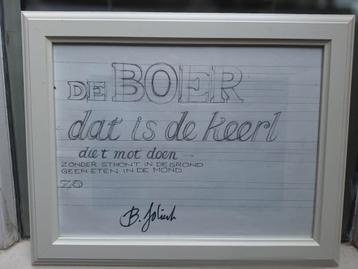 DE BOER
dat is de keerl
die t mot doen
ZONDER STRONT IN DE GROND
GEEN ETEN IN DE MOND
ZO
B.